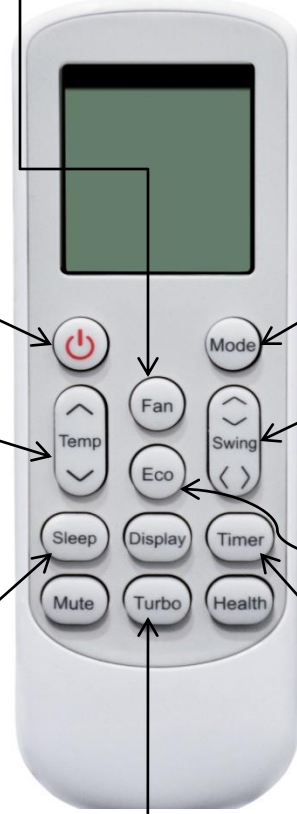 Mode
Fan
Temp
Swing
Eco
Sleep Display Timer
Mute Turbo Health